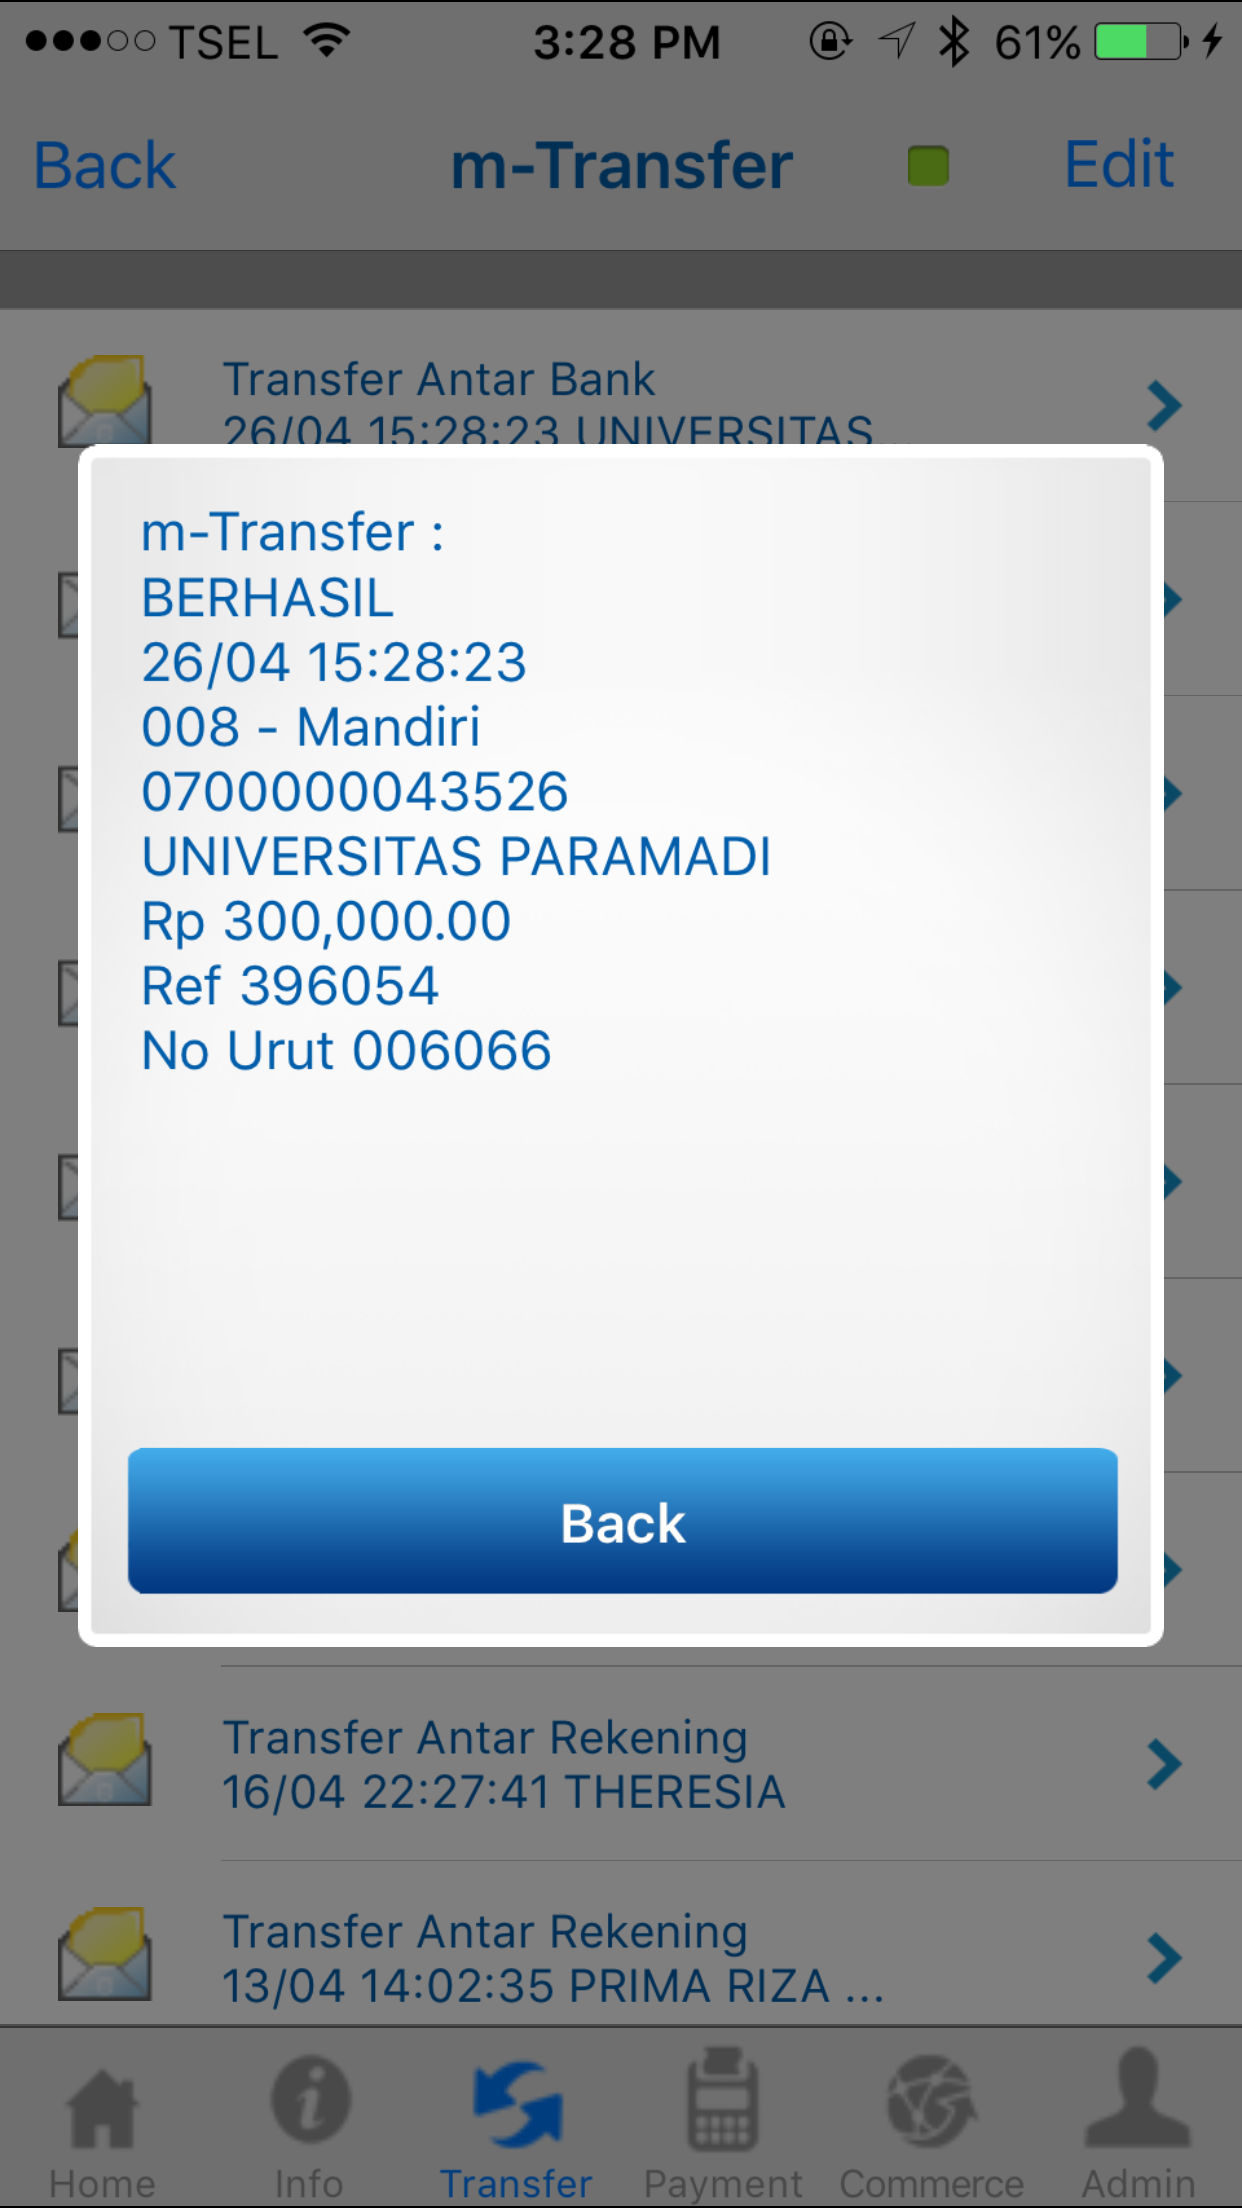 TSEL 3:28 PM 61%
Back m-Transfer Edit
Transfer Antar Bank
26/04 15:28:23 UNIVERSITAS...
m-Transfer :
BERHASIL
26/04 15:28:23
008 - Mandiri
0700000043526
UNIVERSITAS PARAMADI
Rp 300,000.00
Ref 396054
No Urut 006066
Back
Transfer Antar Rekening
16/04 22:27:41 THERESIA
Transfer Antar Rekening
13/04 14:02:35 PRIMA RIZA ...
Home Info Transfer Payment Commerce Admin